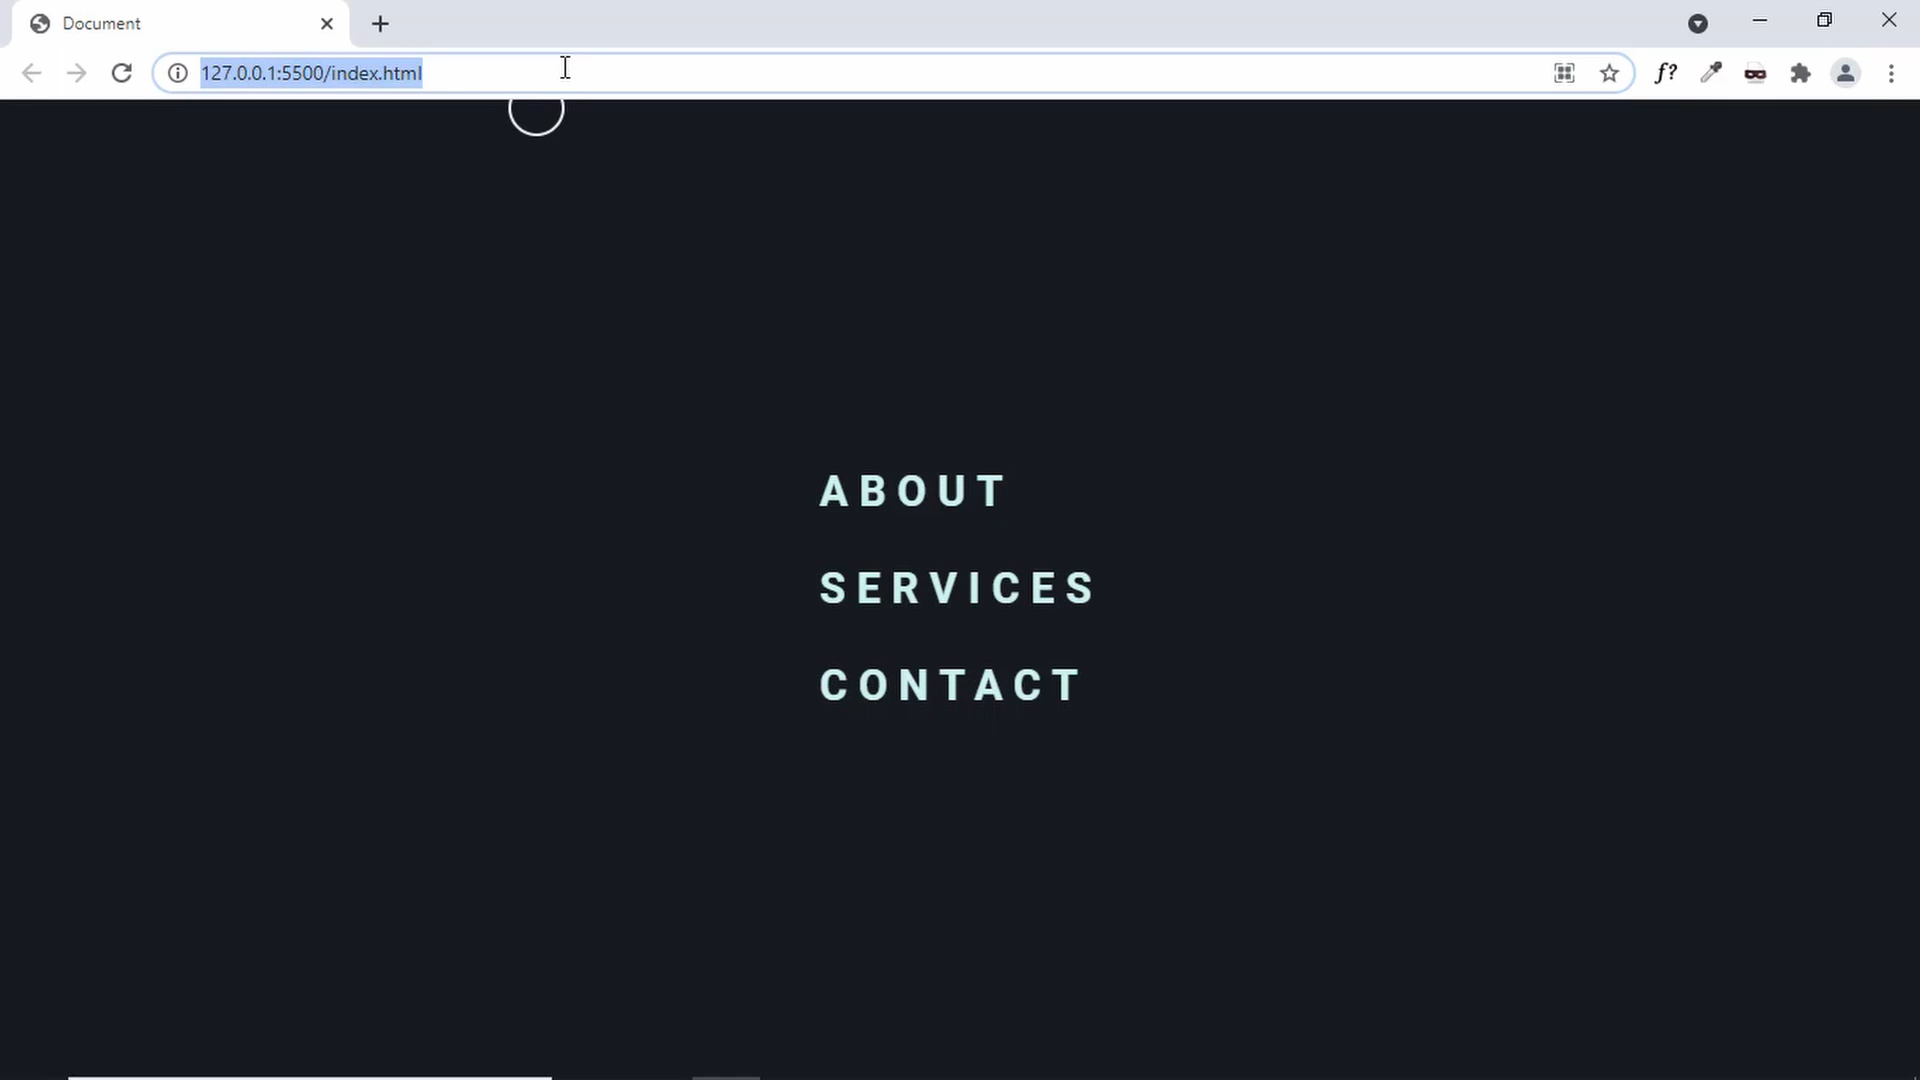 Document
127.0.0.1:5500/index.html
f?
ABOUT
SERVICES
CONTACT